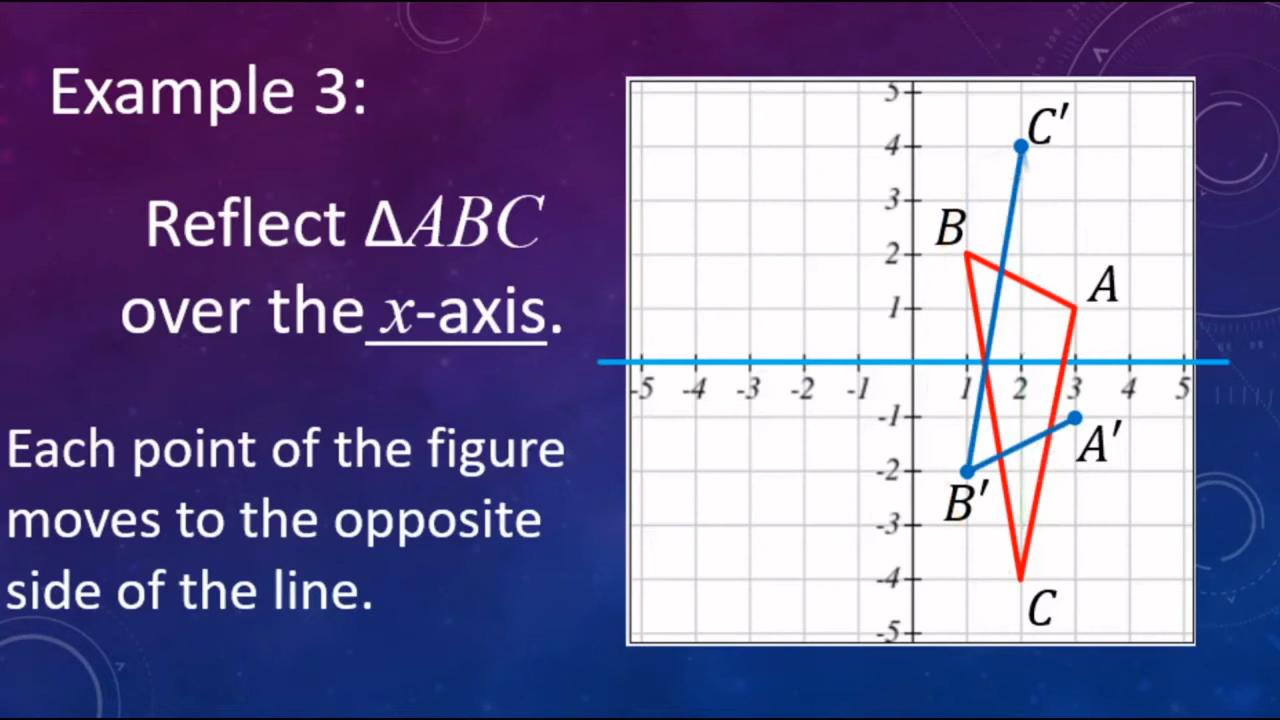 Example 3:
Reflect ΔABC
over the x-axis.
Each point of the figure
moves to the opposite
side of the line.
5
C′
4
3
B
2
A
1
-5 -4 -3 -2 -1 1 2 3 4 5
-1
A′
-2
B′
-3
-4
C
-5